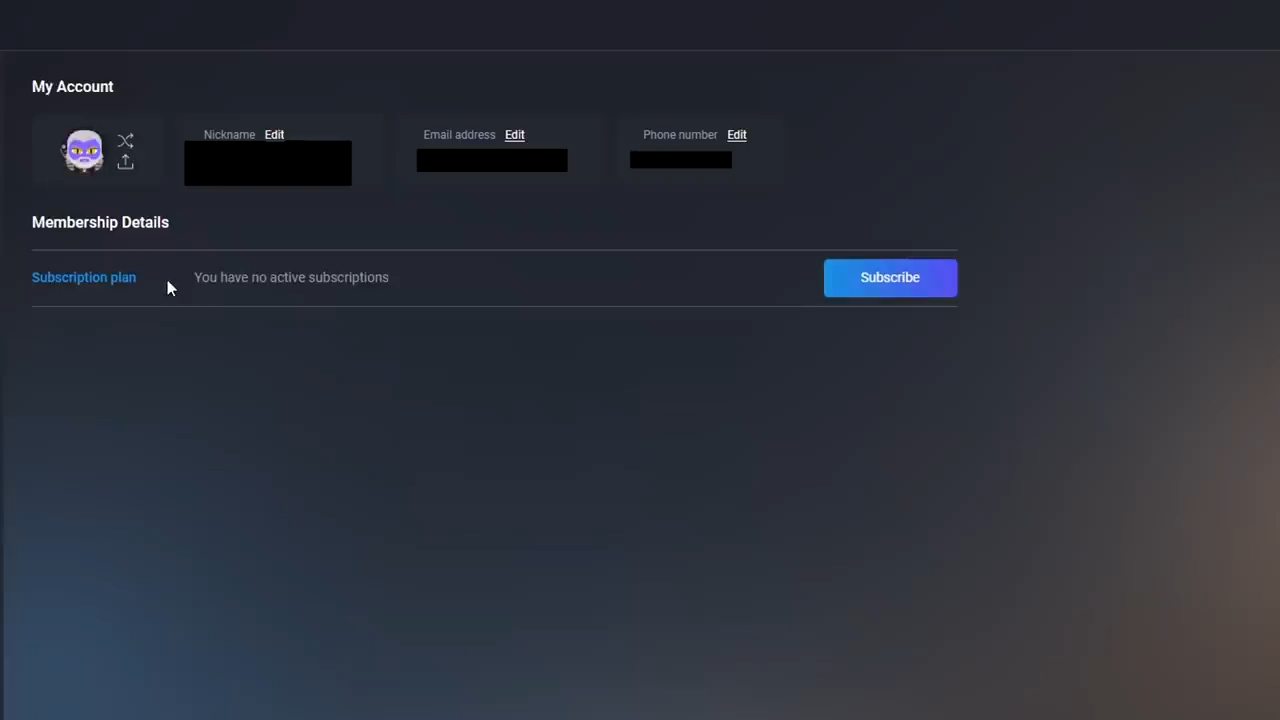 My Account
Nickname Edit
Email address Edit
Phone number Edit
Membership Details
Subscription plan
You have no active subscriptions
Subscribe